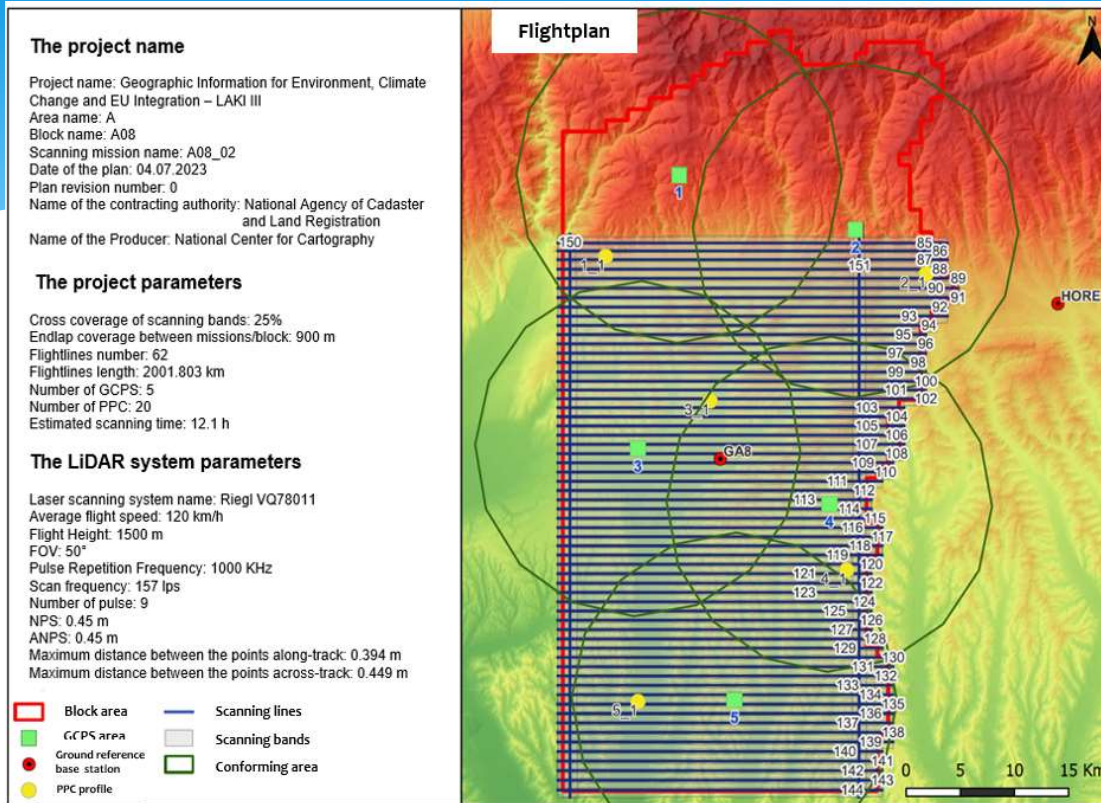 The project name
Project name: Geographic Information for Environment, Climate
Change and EU Integration – LAKI III
Area name: A
Block name: A08
Scanning mission name: A08_02
Date of the plan: 04.07.2023
Plan revision number: 0
Name of the contracting authority: National Agency of Cadaster
and Land Registration
Name of the Producer: National Center for Cartography
The project parameters
Cross coverage of scanning bands: 25%
Endlap coverage between missions/block: 900 m
Flightlines number: 62
Flightlines length: 2001.803 km
Number of GCPS: 5
Number of PPC: 20
Estimated scanning time: 12.1 h
The LiDAR system parameters
Laser scanning system name: Riegl VQ78011
Average flight speed: 120 km/h
Flight Height: 1500 m
FOV: 50°
Pulse Repetition Frequency: 1000 KHz
Scan frequency: 157 lps
Number of pulse: 9
NPS: 0.45 m
ANPS: 0.45 m
Maximum distance between the points along-track: 0.394 m
Maximum distance between the points across-track: 0.449 m
Block area
GCPS area
Ground reference
base station
PPC profile
Scanning lines
Scanning bands
Conforming area
Flightplan
N
1
2
150
85
86
1_1
151
87
88
2_1
89
90
91
HORE
92
93
94
95
96
97
98
99
100
101
102
3_1
103
104
105
106
3
107
108
GA8
109
110
111
112
113
114
4
115
116
117
118
119
120
121
4_1
122
123
124
125
126
127
128
129
130
131
132
133
134
5_1
5
135
136
137
138
139
140
141
142
143
144
0 5 10 15 Km